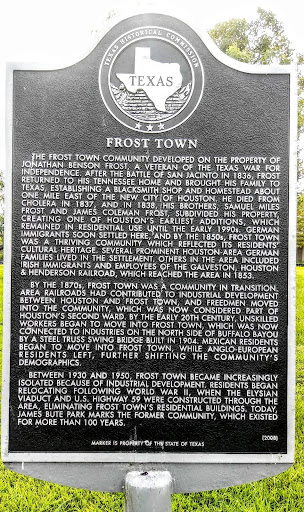 TEXAS HISTORICAL COMMISSION
TEXAS
FROST TOWN
THE FROST TOWN COMMUNITY DEVELOPED ON THE PROPERTY OF
JONATHAN BENSON FROST, A VETERAN OF THE TEXAS WAR FOR
INDEPENDENCE. AFTER THE BATTLE OF SAN JACINTO IN 1836, FROST
RETURNED TO HIS TENNESSEE HOME AND BROUGHT HIS FAMILY TO
TEXAS, ESTABLISHING A BLACKSMITH SHOP AND HOMESTEAD ABOUT
ONE MILE EAST OF THE NEW CITY OF HOUSTON. HE DIED FROM
CHOLERA IN 1837, AND IN 1838, HIS BROTHERS, SAMUEL MILES
FROST AND JAMES COLEMAN FROST, SUBDIVIDED HIS PROPERTY,
CREATING ONE OF HOUSTON'S EARLIEST ADDITIONS, WHICH
REMAINED IN RESIDENTIAL USE UNTIL THE EARLY 1990s. GERMAN
IMMIGRANTS SOON SETTLED HERE, AND BY THE 1850s, FROST TOWN
WAS A THRIVING COMMUNITY WHICH REFLECTED ITS RESIDENTS'
CULTURAL HERITAGE. SEVERAL PROMINENT HOUSTON-AREA GERMAN
FAMILIES LIVED IN THE SETTLEMENT. OTHERS IN THE AREA INCLUDED
IRISH IMMIGRANTS AND EMPLOYEES OF THE GALVESTON, HOUSTON
& HENDERSON RAILROAD, WHICH REACHED THE AREA IN 1853.
BY THE 1870s, FROST TOWN WAS A COMMUNITY IN TRANSITION.
AREA RAILROADS HAD CONTRIBUTED TO INDUSTRIAL DEVELOPMENT
BETWEEN HOUSTON AND FROST TOWN, AND FREEDMEN MOVED
INTO THE COMMUNITY, WHICH WAS NOW CONSIDERED PART OF
HOUSTON'S SECOND WARD. BY THE EARLY 20TH CENTURY, UNSKILLED
WORKERS BEGAN TO MOVE INTO FROST TOWN, WHICH WAS NOW
CONNECTED TO INDUSTRIES ON THE NORTH SIDE OF BUFFALO BAYOU
BY A STEEL TRUSS SWING BRIDGE BUILT IN 1904. MEXICAN RESIDENTS
BEGAN TO MOVE INTO FROST TOWN, WHILE ANGLO-EUROPEAN
RESIDENTS LEFT, FURTHER SHIFTING THE COMMUNITY'S
DEMOGRAPHICS.
BETWEEN 1930 AND 1950, FROST TOWN BECAME INCREASINGLY
ISOLATED BECAUSE OF INDUSTRIAL DEVELOPMENT. RESIDENTS BEGAN
RELOCATING FOLLOWING WORLD WAR II, WHEN THE ELYSIAN
VIADUCT AND U.S. HIGHWAY 59 WERE CONSTRUCTED THROUGH THE
AREA, ELIMINATING FROST TOWN'S RESIDENTIAL BUILDINGS. TODAY,
JAMES BUTE PARK MARKS THE FORMER COMMUNITY, WHICH EXISTED
FOR MORE THAN 100 YEARS.
(2008)
MARKER IS PROPERTY OF THE STATE OF TEXAS